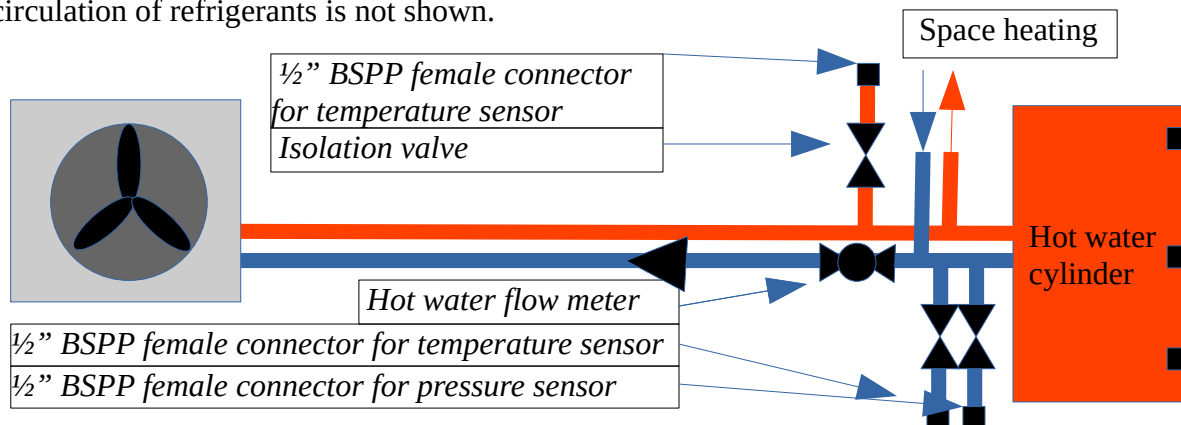 circulation of refrigerants is not shown.
Space heating
½” BSPP female connector
for temperature sensor
Isolation valve
Hot water
cylinder
Hot water flow meter
½” BSPP female connector for temperature sensor
½” BSPP female connector for pressure sensor